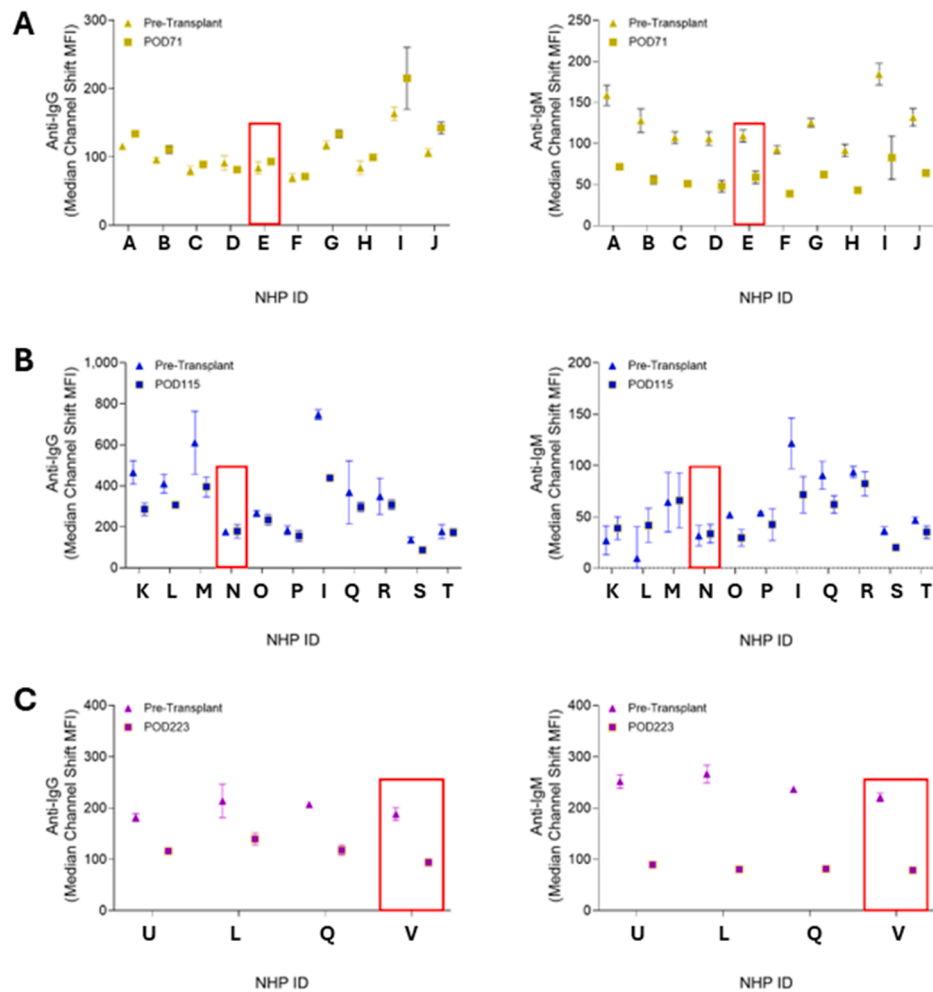 A
Anti-IgG
(Median Channel Shift MFI)
300
200
100
0
Pre-Transplant
POD71
A B C D E F G H I J
NHP ID
Anti-IgM
(Median Channel Shift MFI)
250
200
150
100
50
0
Pre-Transplant
POD71
A B C D E F G H I J
NHP ID
B
Anti-IgG
(Median Channel Shift MFI)
1,000
800
600
400
200
0
Pre-Transplant
POD115
K L M N O P I Q R S T
NHP ID
Anti-IgM
(Median Channel Shift MFI)
200
150
100
50
0
Pre-Transplant
POD115
K L M N O P I Q R S T
NHP ID
C
Anti-IgG
(Median Channel Shift MFI)
400
300
200
100
0
Pre-Transplant
POD223
U L Q V
NHP ID
Anti-IgM
(Median Channel Shift MFI)
400
300
200
100
0
Pre-Transplant
POD223
U L Q V
NHP ID